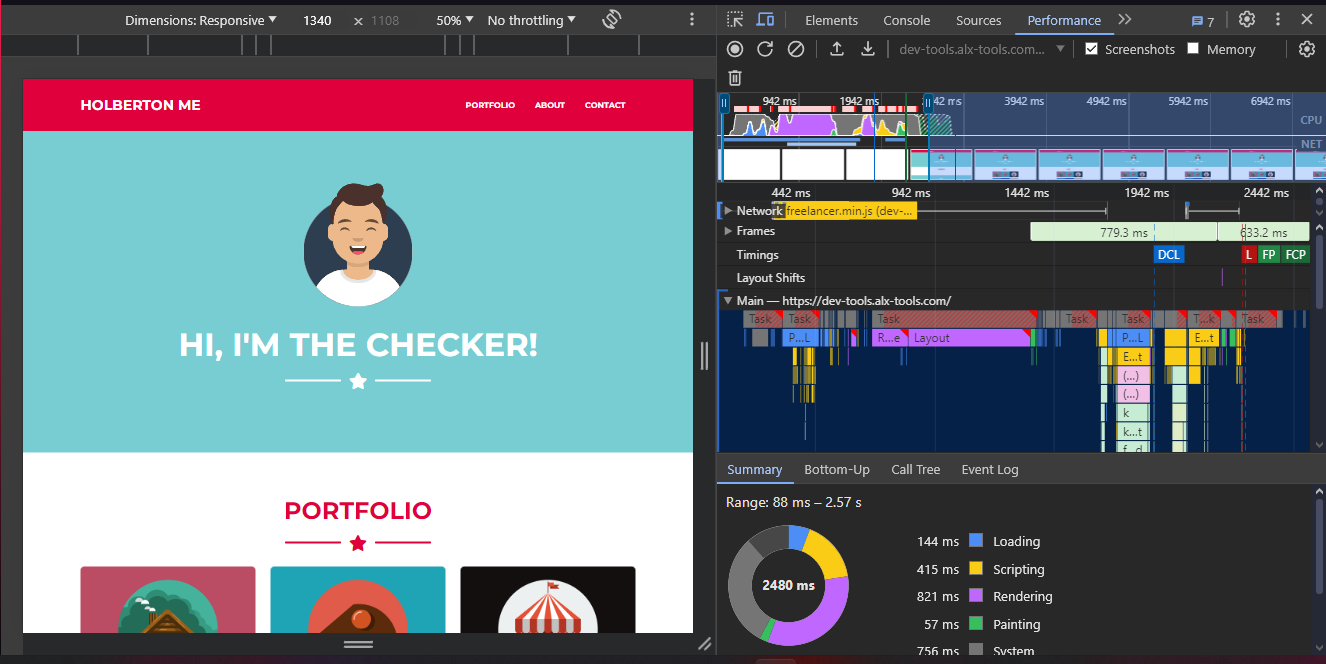 Dimensions: Responsive 1340 x 1108 50% No throttling
HOLBERTON ME PORTFOLIO ABOUT CONTACT
HI, I'M THE CHECKER!
PORTFOLIO
Elements Console Sources Performance 7
dev-tools.alx-tools.com... Screenshots Memory
942 ms 1942 ms 42 ms 3942 ms 4942 ms 5942 ms 6942 ms
CPU
NET
442 ms 942 ms 1442 ms 1942 ms 2442 ms
Network freelancer.min.js (dev-...
Frames 779.3 ms 633.2 ms
Timings DCL L FP FCP
Layout Shifts
Main — https://dev-tools.alx-tools.com/
Task Task Task Task Task T...k Task
P...L R...e Layout P...L E...t
E...t
(...)
(...)
k
k...t
f...d
Summary Bottom-Up Call Tree Event Log
Range: 88 ms – 2.57 s
2480 ms
144 ms Loading
415 ms Scripting
821 ms Rendering
57 ms Painting
756 ms System